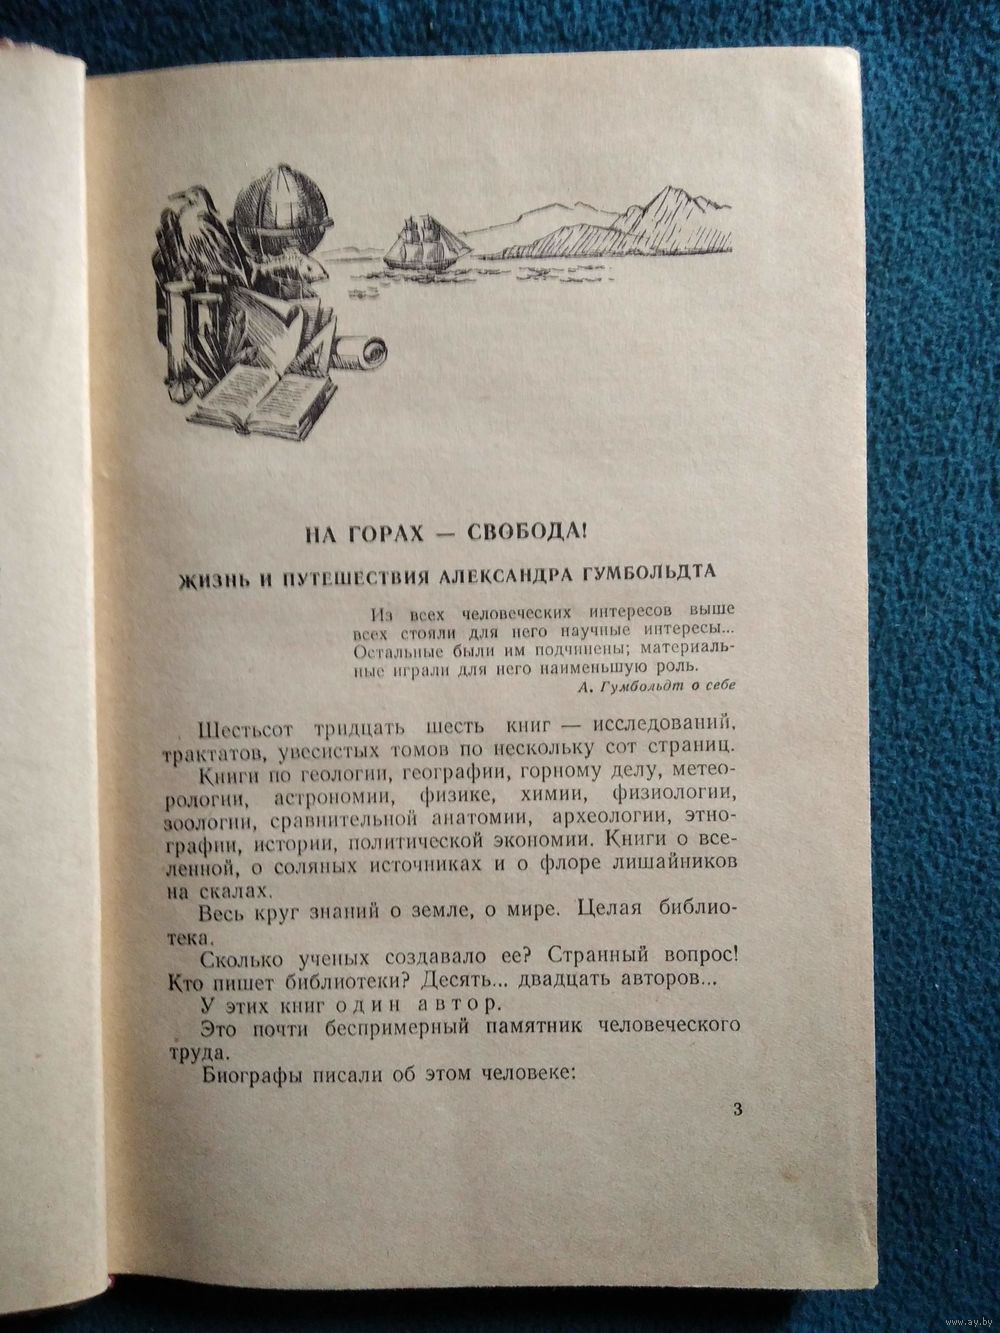 НА ГОРАХ — СВОБОДА!
ЖИЗНЬ И ПУТЕШЕСТВИЯ АЛЕКСАНДРА ГУМБОЛЬДТА
Из всех человеческих интересов выше
всех стояли для него научные интересы...
Остальные были им подчинены; материаль-
ные играли для него наименьшую роль.
А. Гумбольдт о себе
Шестьсот тридцать шесть книг — исследований,
трактатов, увесистых томов по нескольку сот страниц.
Книги по геологии, географии, горному делу, метео-
рологии, астрономии, физике, химии, физиологии,
зоологии, сравнительной анатомии, археологии, этно-
графии, истории, политической экономии. Книги о все-
ленной, о соляных источниках и о флоре лишайников
на скалах.
Весь круг знаний о земле, о мире. Целая библио-
тека.
Сколько ученых создавало ее? Странный вопрос!
Кто пишет библиотеки? Десять... двадцать авторов...
У этих книг один автор.
Это почти беспримерный памятник человеческого
труда.
Биографы писали об этом человеке:
3
www.ay.by